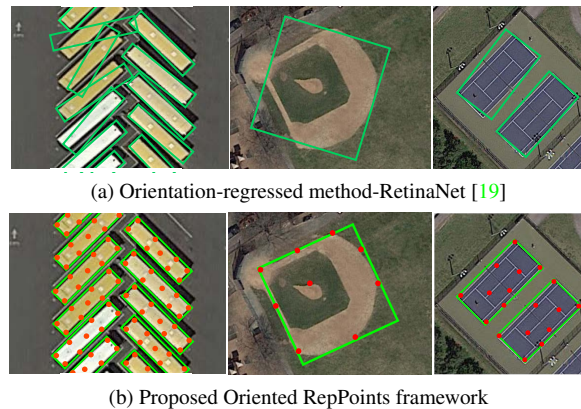 (a) Orientation-regressed method-RetinaNet [19]
(b) Proposed Oriented RepPoints framework